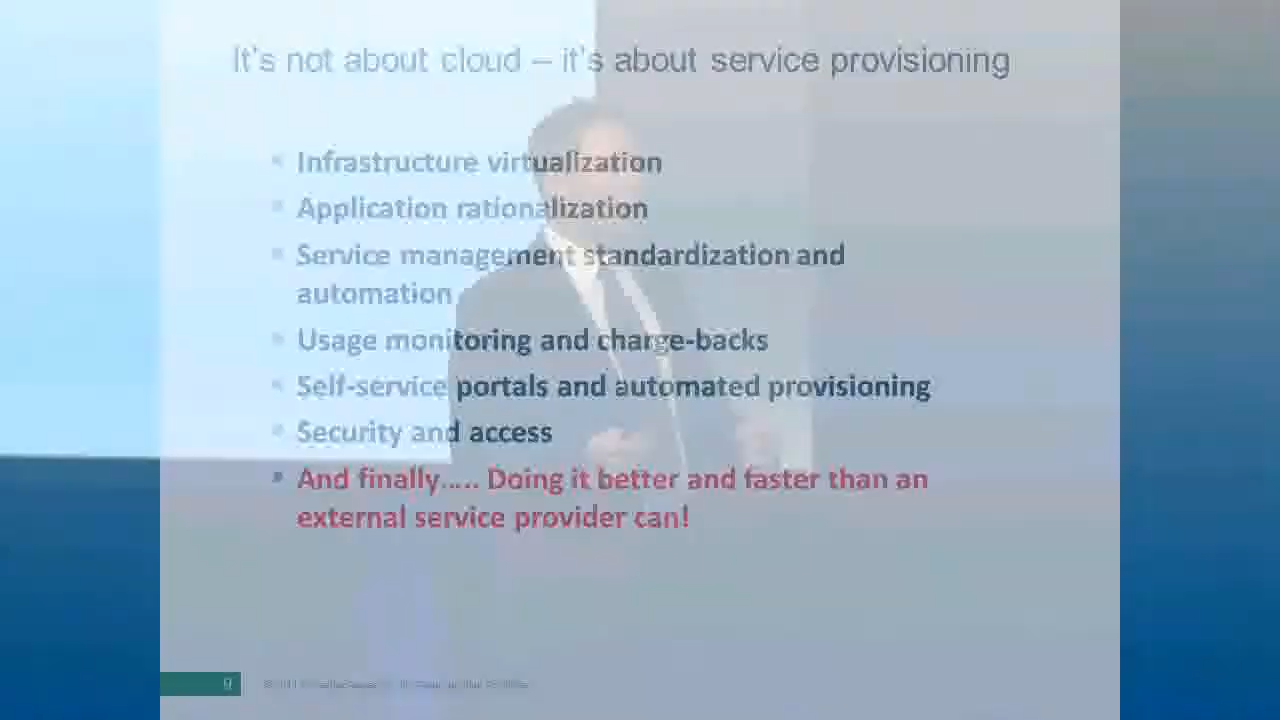 It's not about cloud – it's about service provisioning
▪ Infrastructure virtualization
▪ Application rationalization
▪ Service management standardization and
automation
▪ Usage monitoring and charge-backs
▪ Self-service portals and automated provisioning
▪ Security and access
▪ And finally….. Doing it better and faster than an
external service provider can!
9